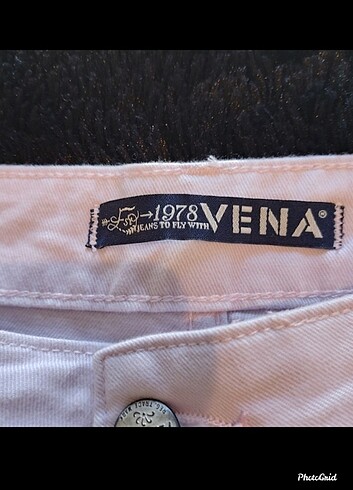 →1978 VENA®
JEANS TO FLY WITH
PhotoGrid